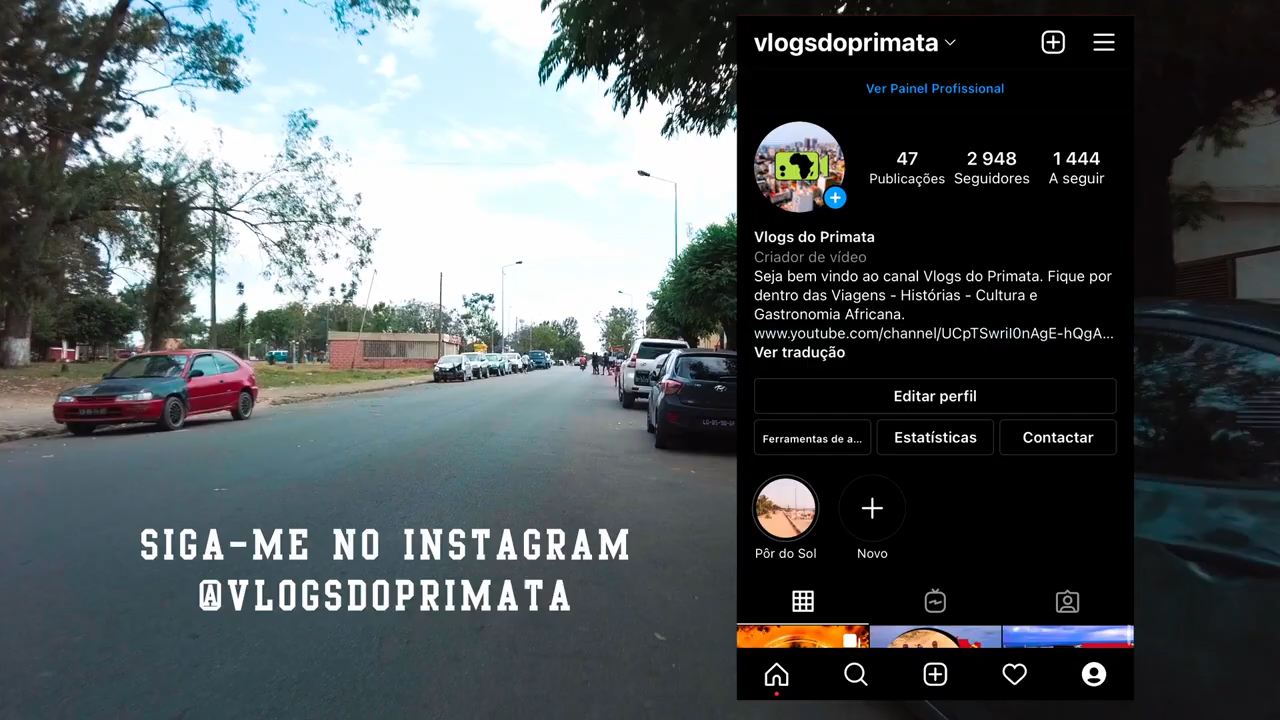 vlogsdoprimata
Ver Painel Profissional
47
Publicações
2 948
Seguidores
1 444
A seguir
Vlogs do Primata
Criador de vídeo
Seja bem vindo ao canal Vlogs do Primata. Fique por
dentro das Viagens - Histórias - Cultura e
Gastronomia Africana.
www.youtube.com/channel/UCpTSwriI0nAgE-hQgA...
Ver tradução
Editar perfil
Ferramentas de a...
Estatísticas
Contactar
Pôr do Sol
Novo
SIGA-ME NO INSTAGRAM
@VLOGSDOPRIMATA